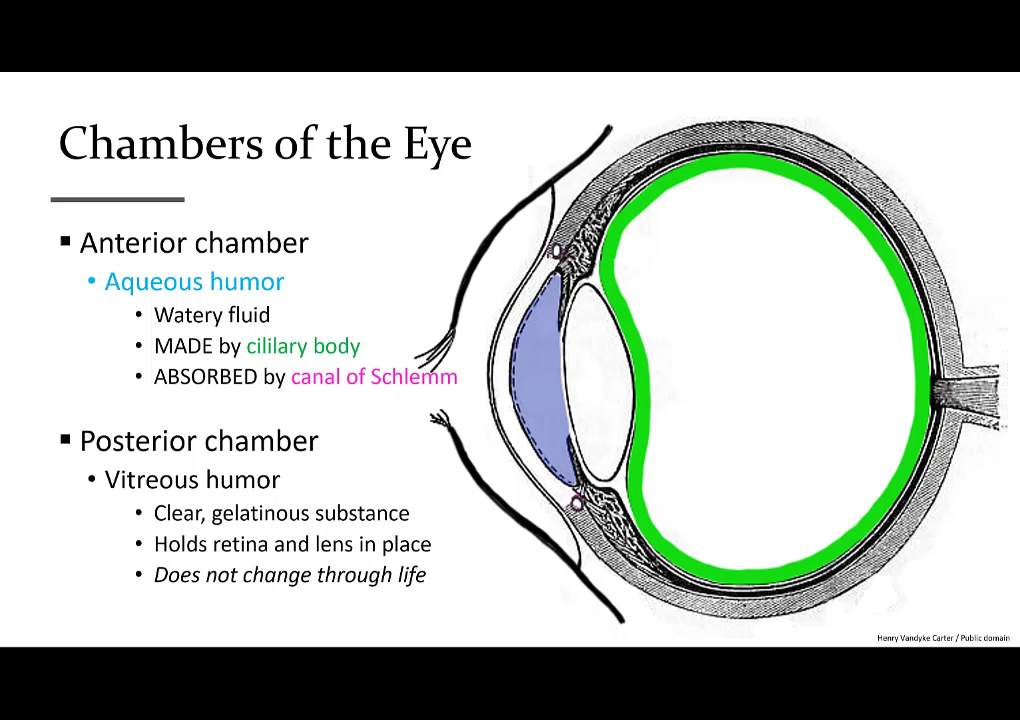 Chambers of the Eye
Anterior chamber
Aqueous humor
Watery fluid
MADE by cililary body
ABSORBED by canal of Schlemm
Posterior chamber
Vitreous humor
Clear, gelatinous substance
Holds retina and lens in place
Does not change through life
Henry Vandyke Carter / Public domain